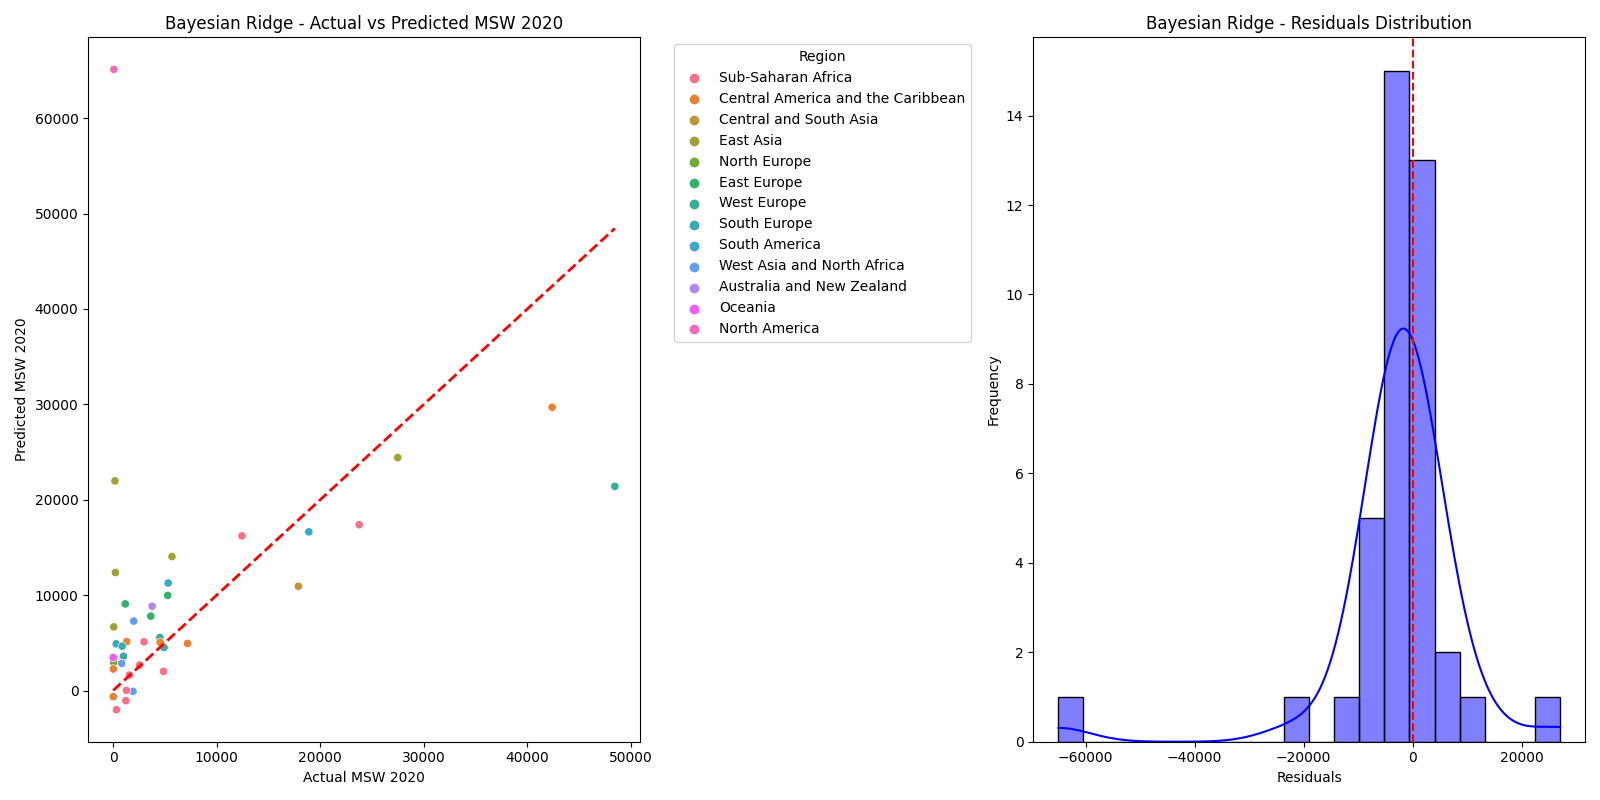 Bayesian Ridge - Actual vs Predicted MSW 2020
Predicted MSW 2020
60000
50000
40000
30000
20000
10000
0
0 10000 20000 30000 40000 50000
Actual MSW 2020
Region
Sub-Saharan Africa
Central America and the Caribbean
Central and South Asia
East Asia
North Europe
East Europe
West Europe
South Europe
South America
West Asia and North Africa
Australia and New Zealand
Oceania
North America
Bayesian Ridge - Residuals Distribution
Frequency
14
12
10
8
6
4
2
0
−60000 −40000 −20000 0 20000
Residuals